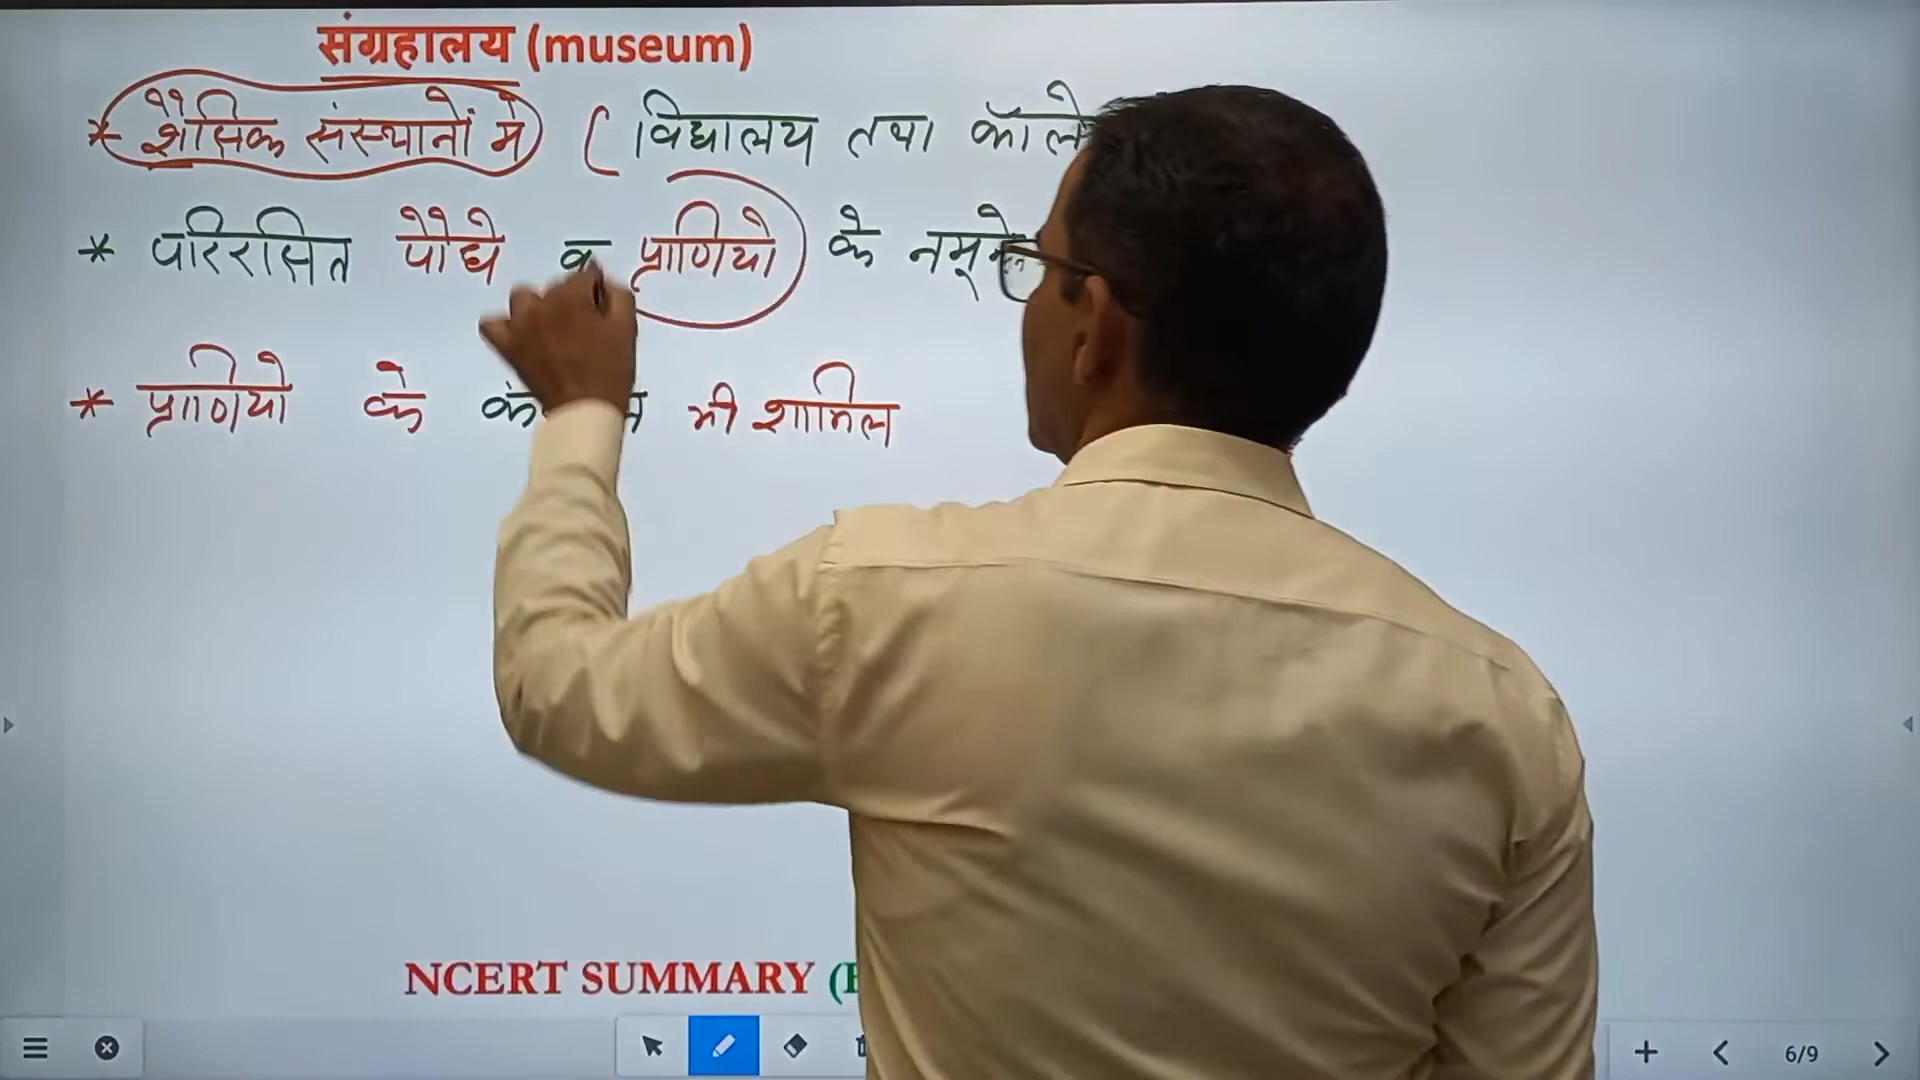 संग्रहालय (museum)
* शैक्षिक संस्थानों मे ( विद्यालय तथा
* परिरक्षित पौधे व प्राणियो के नमूने
* प्राणियो के भी शामिल
NCERT SUMMARY (
6/9